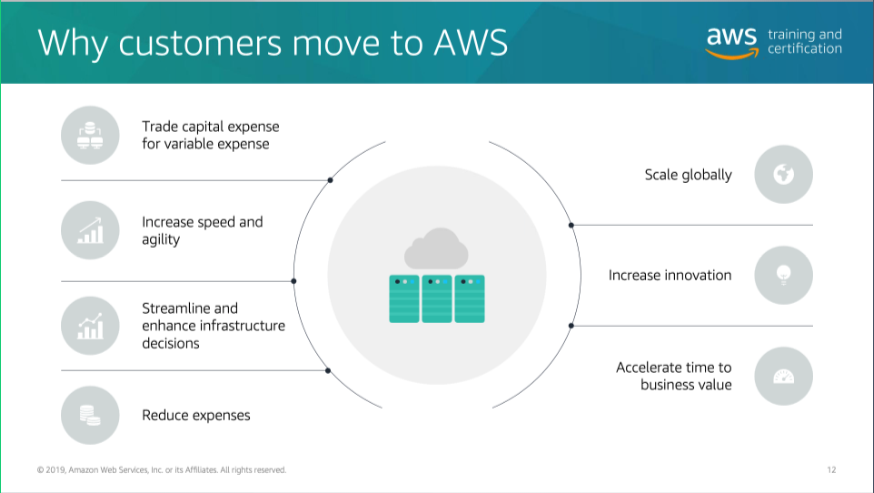 Why customers move to AWS
aws training and
certification
Trade capital expense
for variable expense
Increase speed and
agility
Streamline and
enhance infrastructure
decisions
Reduce expenses
Scale globally
Increase innovation
Accelerate time to
business value
© 2019, Amazon Web Services, Inc. or its Affiliates. All rights reserved.
12